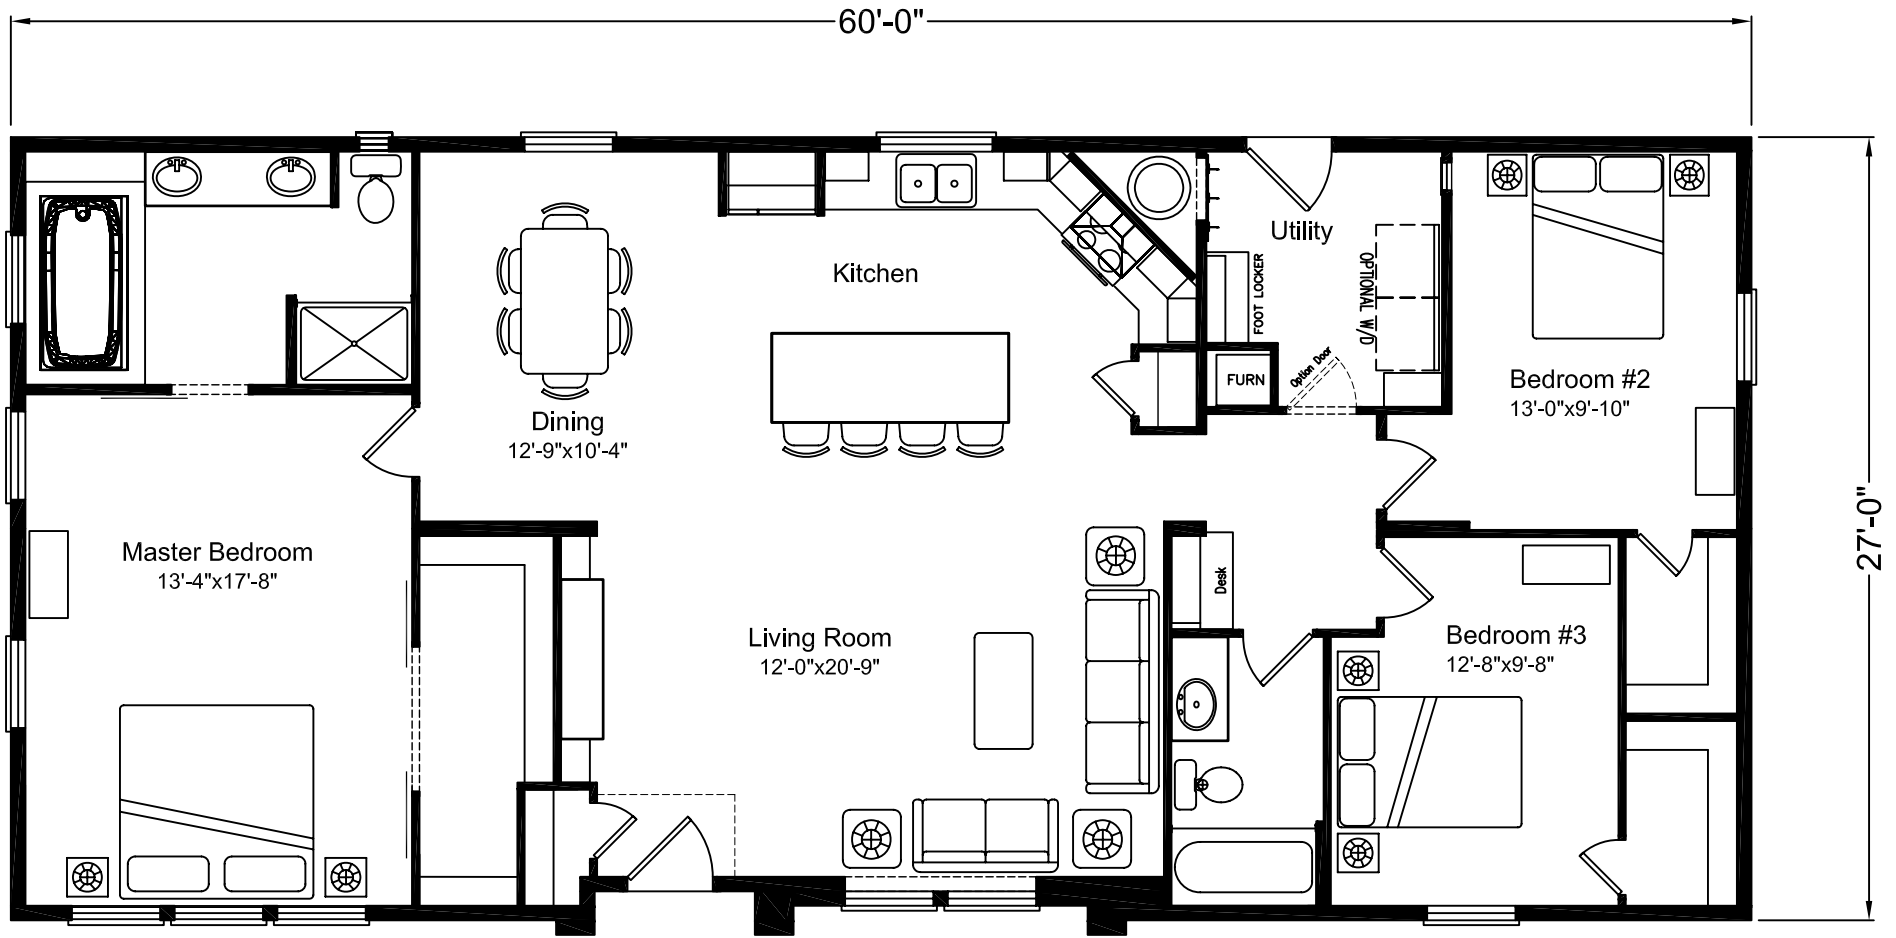 60'-0"
Utility
Kitchen
FOOT LOCKER
OPTIONAL W/D
FURN
Option Door
Bedroom #2
13'-0"x9'-10"
Dining
12'-9"x10'-4"
27'-0"
Master Bedroom
13'-4"x17'-8"
Desk
Living Room
12'-0"x20'-9"
Bedroom #3
12'-8"x9'-8"